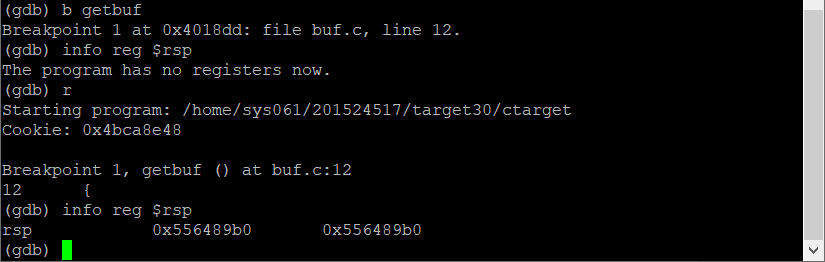 (gdb) b getbuf
Breakpoint 1 at 0x4018dd: file buf.c, line 12.
(gdb) info reg $rsp
The program has no registers now.
(gdb) r
Starting program: /home/sys061/201524517/target30/ctarget
Cookie: 0x4bca8e48

Breakpoint 1, getbuf () at buf.c:12
12      {
(gdb) info reg $rsp
rsp            0x556489b0       0x556489b0
(gdb)